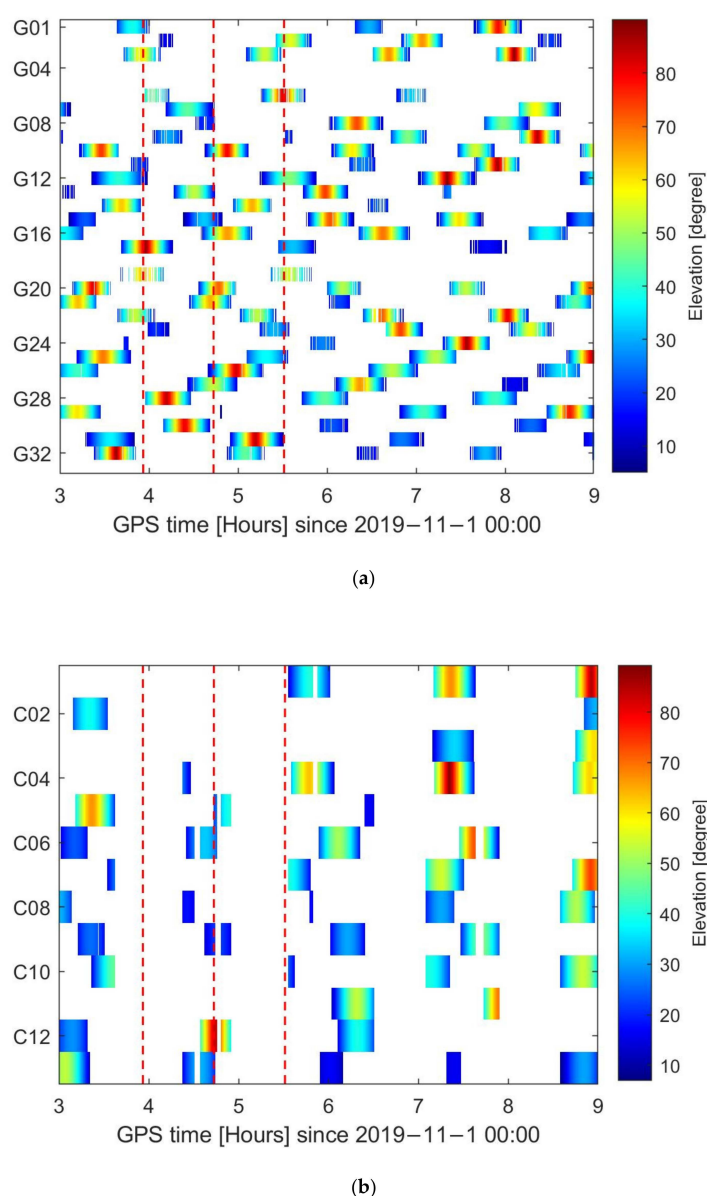 G01
G04
G08
G12
G16
G20
G24
G28
G32
3 4 5 6 7 8 9
GPS time [Hours] since 2019−11−1 00:00
80
70
60
50
40
30
20
10
Elevation [degree]
(a)
C02
C04
C06
C08
C10
C12
3 4 5 6 7 8 9
GPS time [Hours] since 2019−11−1 00:00
80
70
60
50
40
30
20
10
Elevation [degree]
(b)